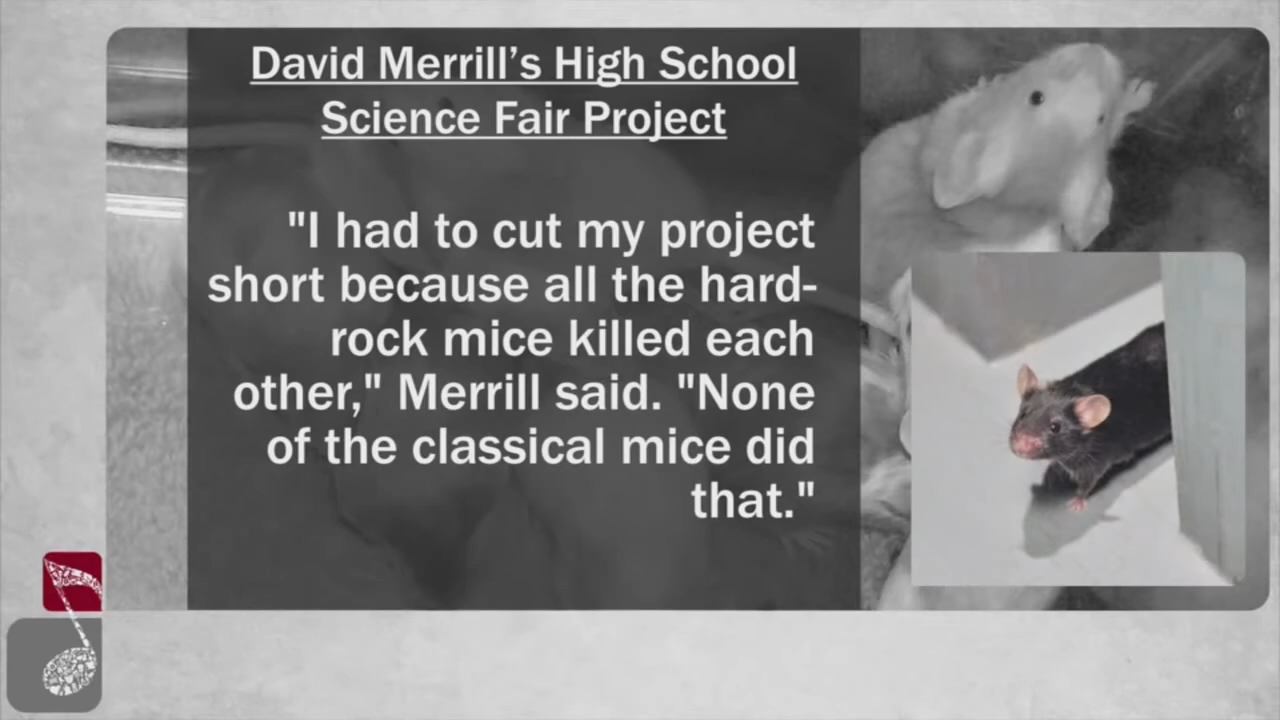 David Merrill’s High School
Science Fair Project
"I had to cut my project
short because all the hard-
rock mice killed each
other," Merrill said. "None
of the classical mice did
that."